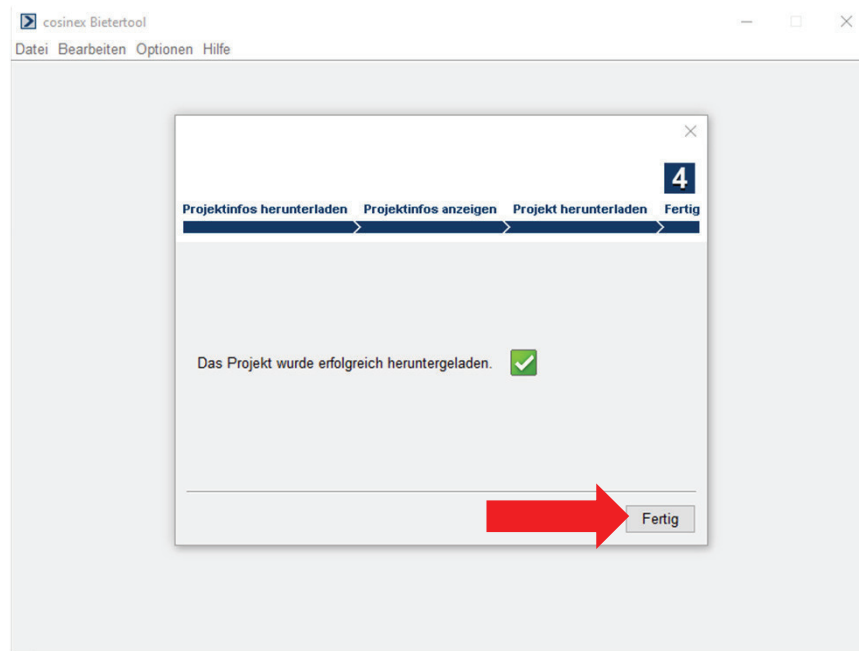 cosinex Bietertool
Datei Bearbeiten Optionen Hilfe
4
Projektinfos herunterladen Projektinfos anzeigen Projekt herunterladen Fertig
Das Projekt wurde erfolgreich heruntergeladen.
Fertig